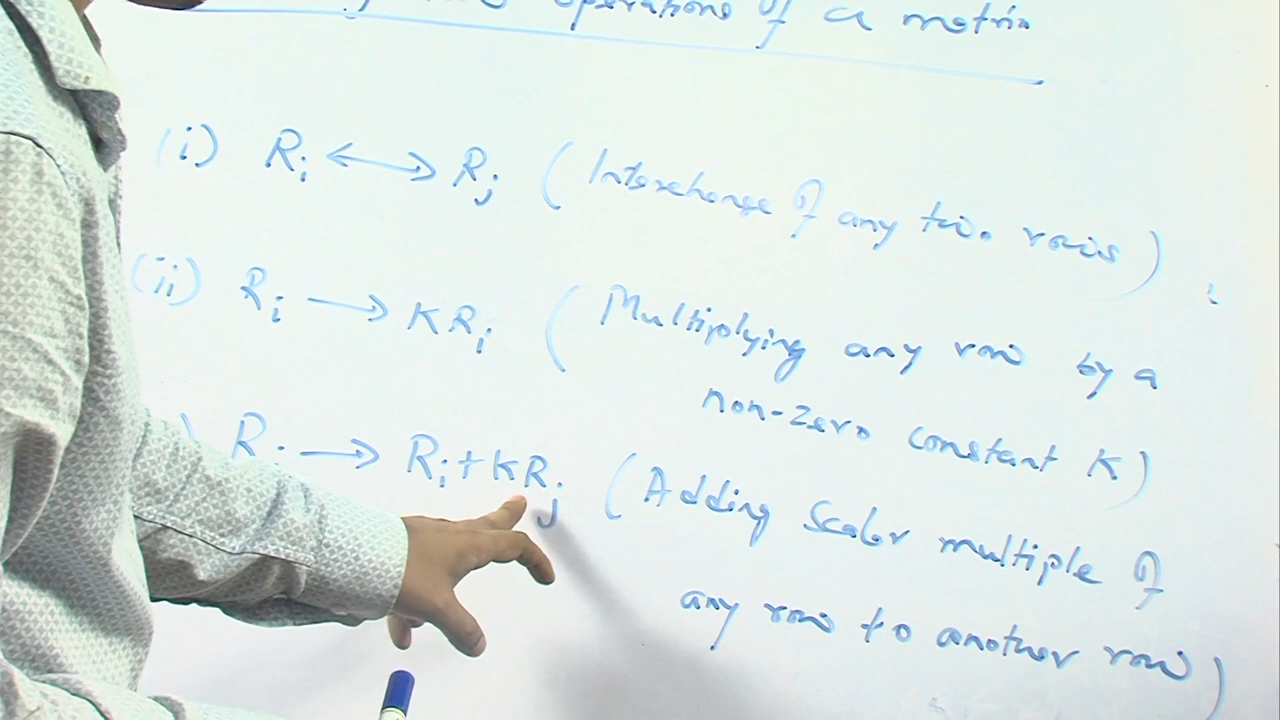 operations of a matrix
(i) Ri ↔ Rj (Interchange of any two rows)
(ii) Ri → KRi (Multiplying any row by a
non-zero constant K)
) Ri → Ri + KRj (Adding Scalar multiple of
any row to another row)